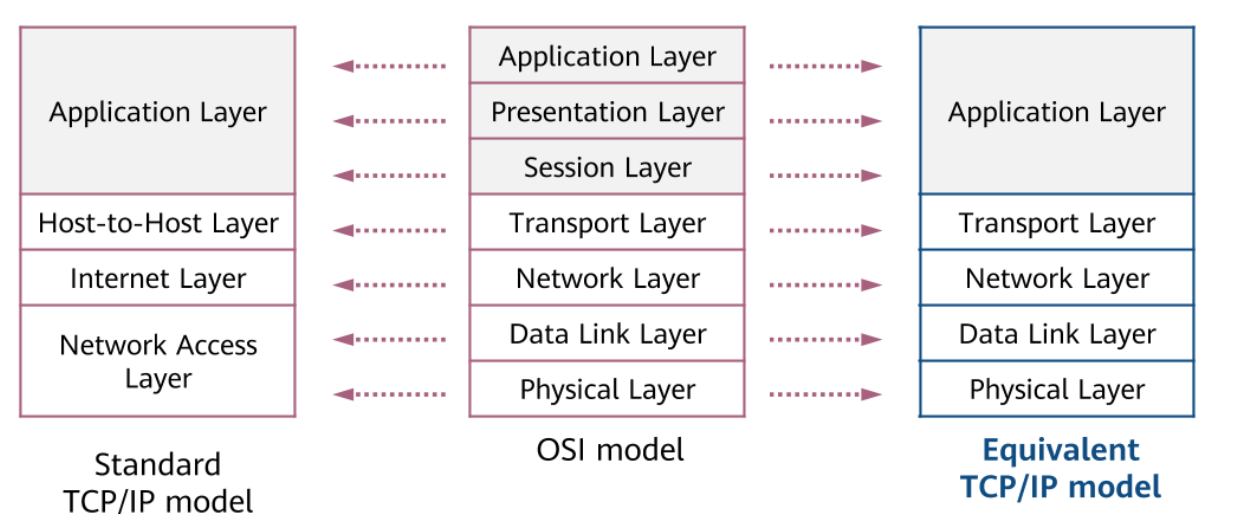 Application Layer
Host-to-Host Layer
Internet Layer
Network Access
Layer
Standard
TCP/IP model
Application Layer
Presentation Layer
Session Layer
Transport Layer
Network Layer
Data Link Layer
Physical Layer
OSI model
Application Layer
Transport Layer
Network Layer
Data Link Layer
Physical Layer
Equivalent
TCP/IP model